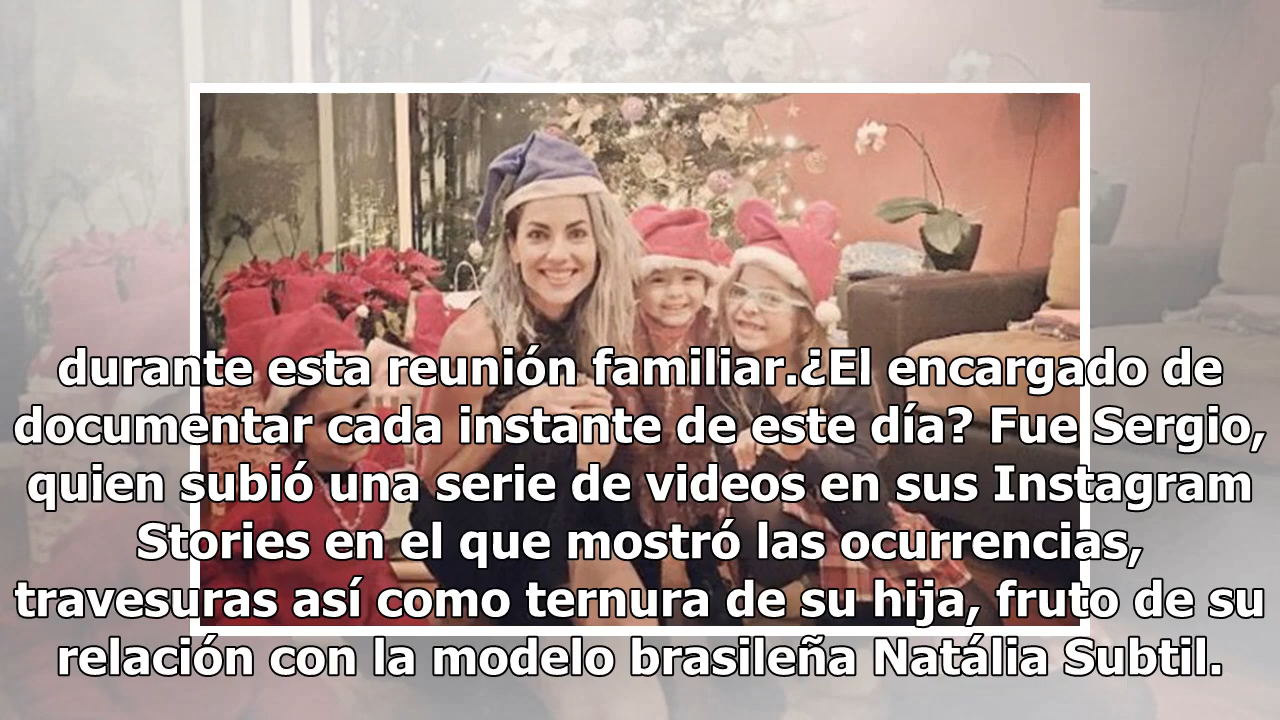 durante esta reunión familiar.¿El encargado de
documentar cada instante de este día? Fue Sergio,
quien subió una serie de videos en sus Instagram
Stories en el que mostró las ocurrencias,
travesuras así como ternura de su hija, fruto de su
relación con la modelo brasileña Natália Subtil.